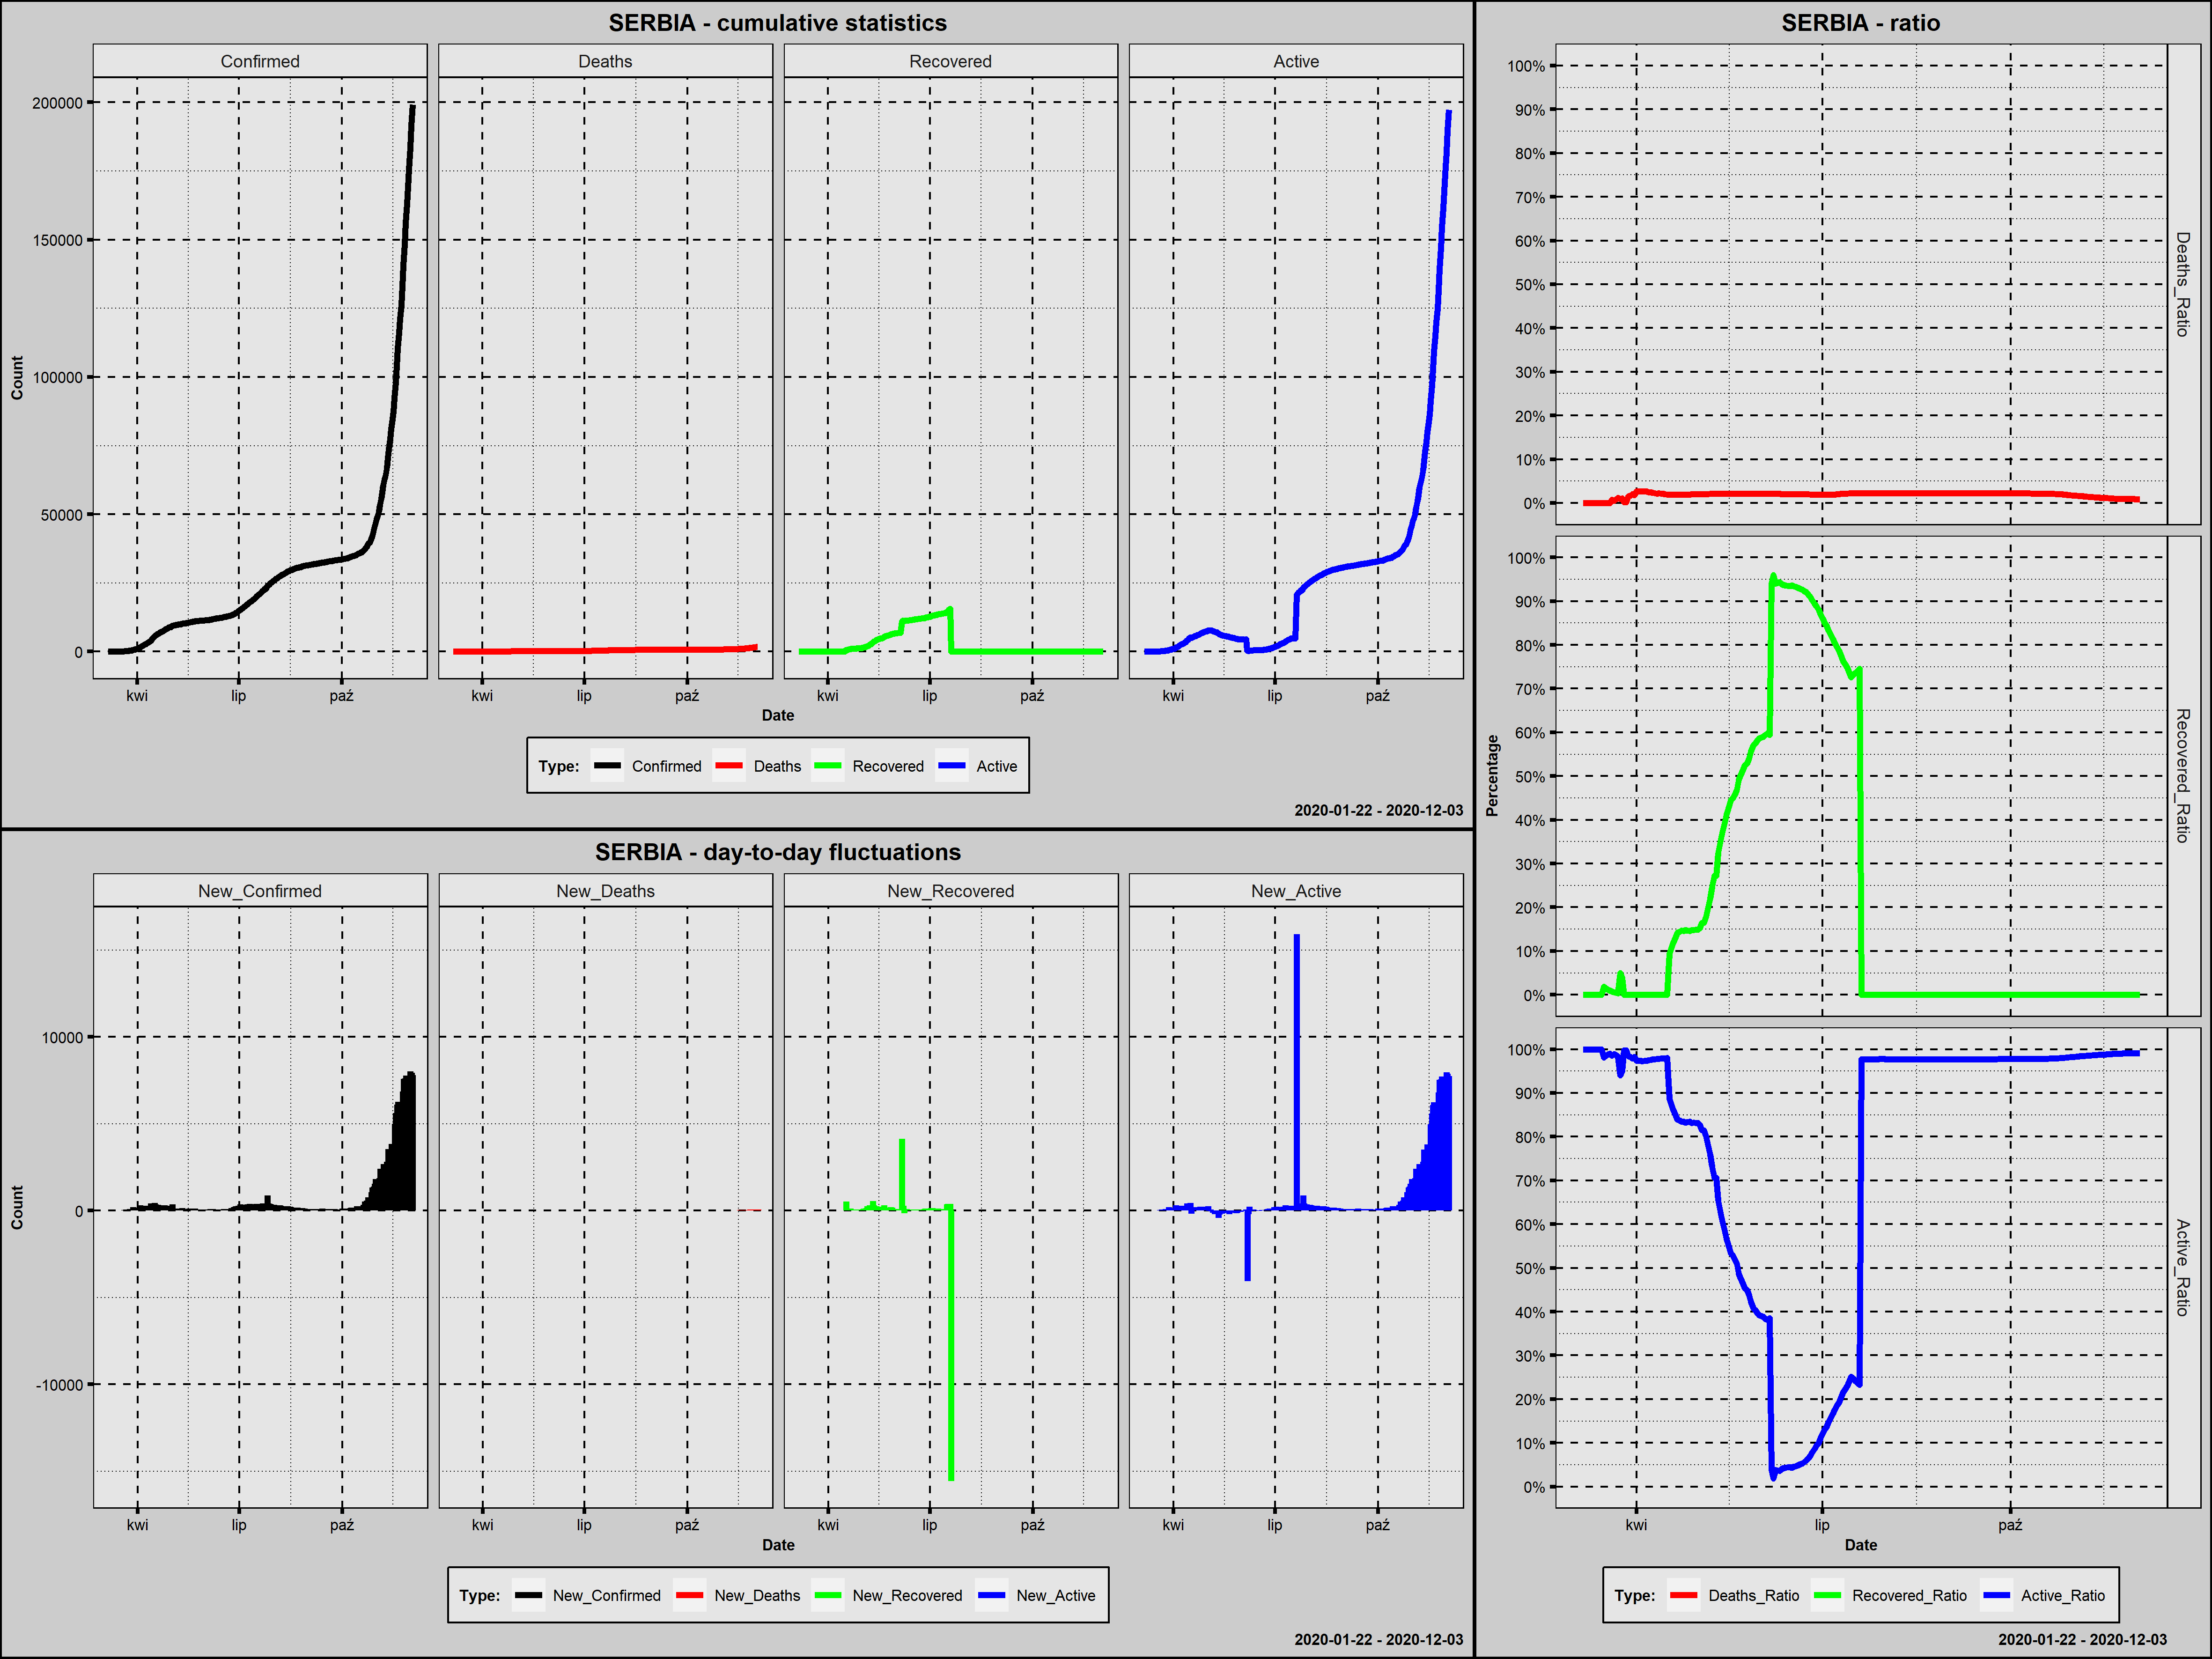 SERBIA - cumulative statistics
Confirmed Deaths Recovered Active
200000
150000
100000
50000
0
Count
kwi lip paź kwi lip paź kwi lip paź kwi lip paź
Date
Type: Confirmed Deaths Recovered Active
2020-01-22 - 2020-12-03
SERBIA - day-to-day fluctuations
New_Confirmed New_Deaths New_Recovered New_Active
10000
0
-10000
Count
kwi lip paź kwi lip paź kwi lip paź kwi lip paź
Date
Type: New_Confirmed New_Deaths New_Recovered New_Active
2020-01-22 - 2020-12-03
SERBIA - ratio
100%
90%
80%
70%
60%
50%
40%
30%
20%
10%
0%
Deaths_Ratio
100%
90%
80%
70%
60%
50%
40%
30%
20%
10%
0%
Recovered_Ratio
Percentage
100%
90%
80%
70%
60%
50%
40%
30%
20%
10%
0%
Active_Ratio
kwi lip paź
Date
Type: Deaths_Ratio Recovered_Ratio Active_Ratio
2020-01-22 - 2020-12-03